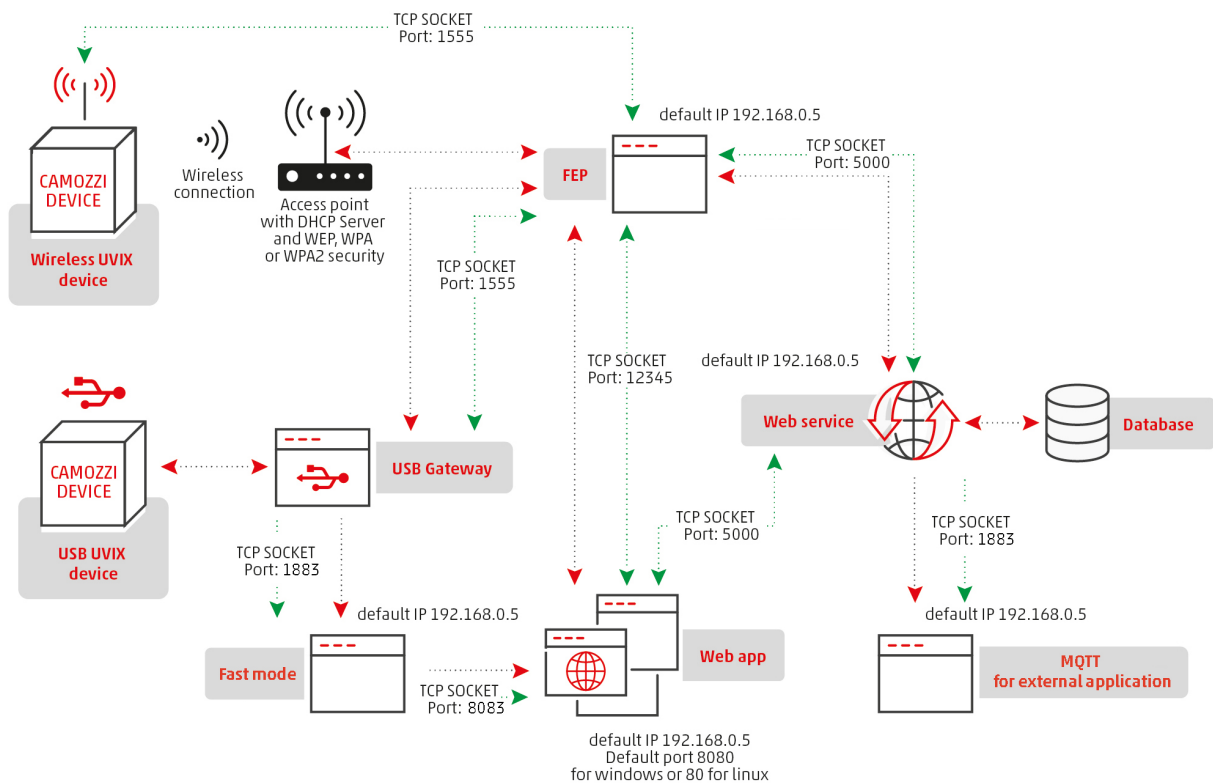 TCP SOCKET
Port: 1555
default IP 192.168.0.5
TCP SOCKET
Port: 5000
CAMOZZI
DEVICE
Wireless
connection
FEP
Access point
with DHCP Server
and WEP, WPA
or WPA2 security
Wireless UVIX
device
TCP SOCKET
Port: 1555
TCP SOCKET
Port: 12345
default IP 192.168.0.5
Web service
Database
CAMOZZI
DEVICE
USB Gateway
USB UVIX
device
TCP SOCKET
Port: 1883
TCP SOCKET
Port: 5000
TCP SOCKET
Port: 1883
default IP 192.168.0.5
default IP 192.168.0.5
Fast mode
Web app
MQTT
for external application
TCP SOCKET
Port: 8083
default IP 192.168.0.5
Default port 8080
for windows or 80 for linux